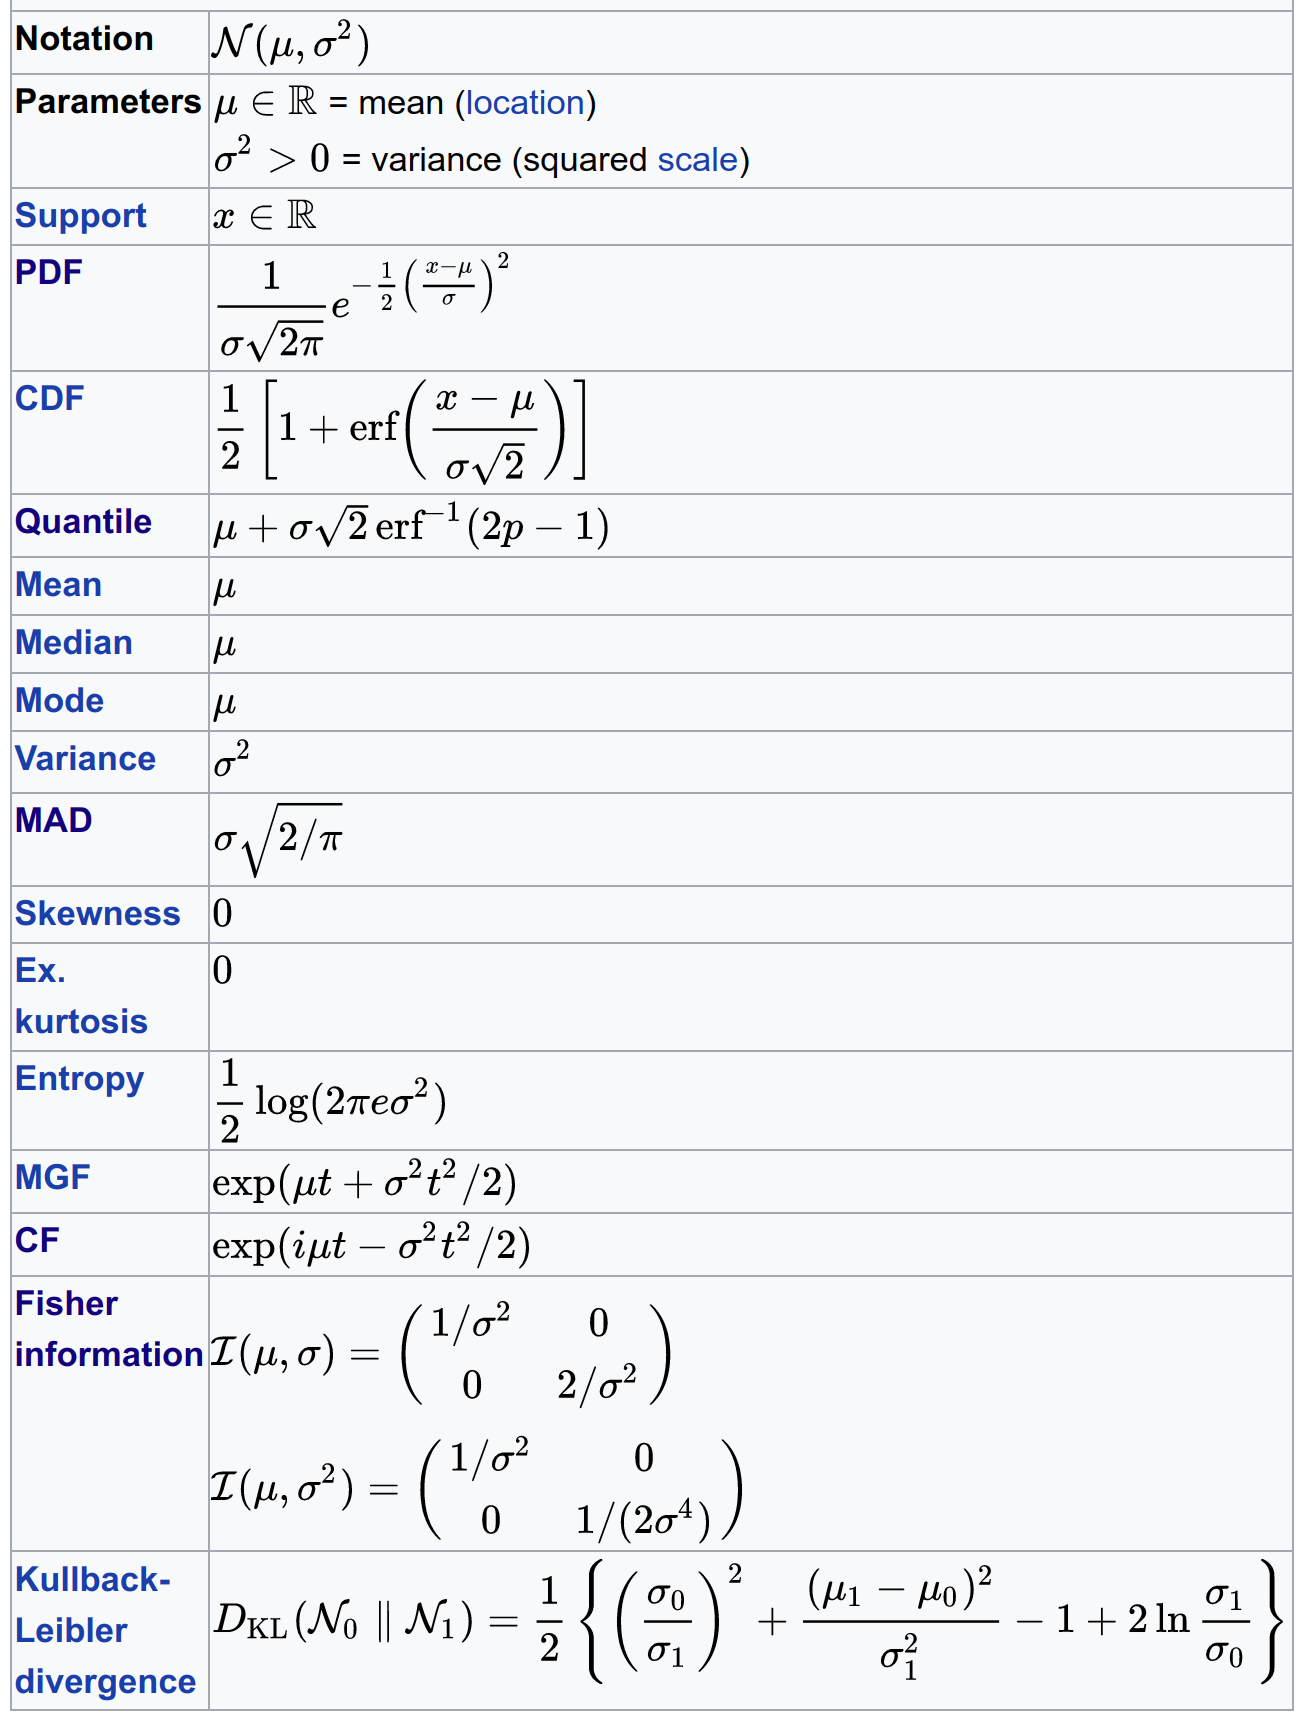 Notation $\mathcal{N}(\mu, \sigma^2)$
Parameters $\mu \in \mathbb{R}$ = mean (location)
$\sigma^2 > 0$ = variance (squared scale)
Support $x \in \mathbb{R}$
PDF $\frac{1}{\sigma\sqrt{2\pi}} e^{-\frac{1}{2}\left(\frac{x-\mu}{\sigma}\right)^2}$
CDF $\frac{1}{2}\left[1 + \operatorname{erf}\left(\frac{x-\mu}{\sigma\sqrt{2}}\right)\right]$
Quantile $\mu + \sigma\sqrt{2}\operatorname{erf}^{-1}(2p - 1)$
Mean $\mu$
Median $\mu$
Mode $\mu$
Variance $\sigma^2$
MAD $\sigma\sqrt{2/\pi}$
Skewness 0
Ex. 0
kurtosis
Entropy $\frac{1}{2}\log(2\pi e\sigma^2)$
MGF $\exp(\mu t + \sigma^2 t^2/2)$
CF $\exp(i\mu t - \sigma^2 t^2/2)$
Fisher
information $\mathcal{I}(\mu, \sigma) = \begin{pmatrix} 1/\sigma^2 & 0 \\ 0 & 2/\sigma^2 \end{pmatrix}$
$\mathcal{I}(\mu, \sigma^2) = \begin{pmatrix} 1/\sigma^2 & 0 \\ 0 & 1/(2\sigma^4) \end{pmatrix}$
Kullback-
Leibler $D_{\mathrm{KL}}(\mathcal{N}_0 \parallel \mathcal{N}_1) = \frac{1}{2}\left\{\left(\frac{\sigma_0}{\sigma_1}\right)^2 + \frac{(\mu_1 - \mu_0)^2}{\sigma_1^2} - 1 + 2\ln\frac{\sigma_1}{\sigma_0}\right\}$
divergence